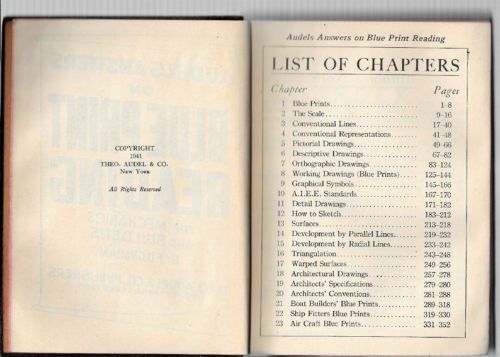 COPYRIGHT
1941
THEO. AUDEL & CO.
NEW YORK
All Rights Reserved
Audels Answers on Blue Print Reading
LIST OF CHAPTERS
Chapter Pages
1 Blue Prints 1-8
2 The Scale 9-16
3 Conventional Lines 17-40
4 Conventional Representations 41-48
5 Pictorial Drawings 49-66
6 Descriptive Drawings 67-82
7 Orthographic Drawings 83-124
8 Working Drawings (Blue Prints) 125-144
9 Graphical Symbols 145-166
10 A.I.E.E. Standards 167-170
11 Detail Drawings 171-182
12 How to Sketch 183-212
13 Surfaces 213-218
14 Development by Parallel Lines 219-232
15 Development by Radial Lines 233-242
16 Triangulation 243-248
17 Warped Surfaces 249-256
18 Architectural Drawings 257-278
19 Architects' Specifications 279-280
20 Architects' Conventions 281-288
21 Boat Builders' Blue Prints 289-318
22 Ship Fitters Blue Prints 319-330
23 Air Craft Blue Prints 331-352